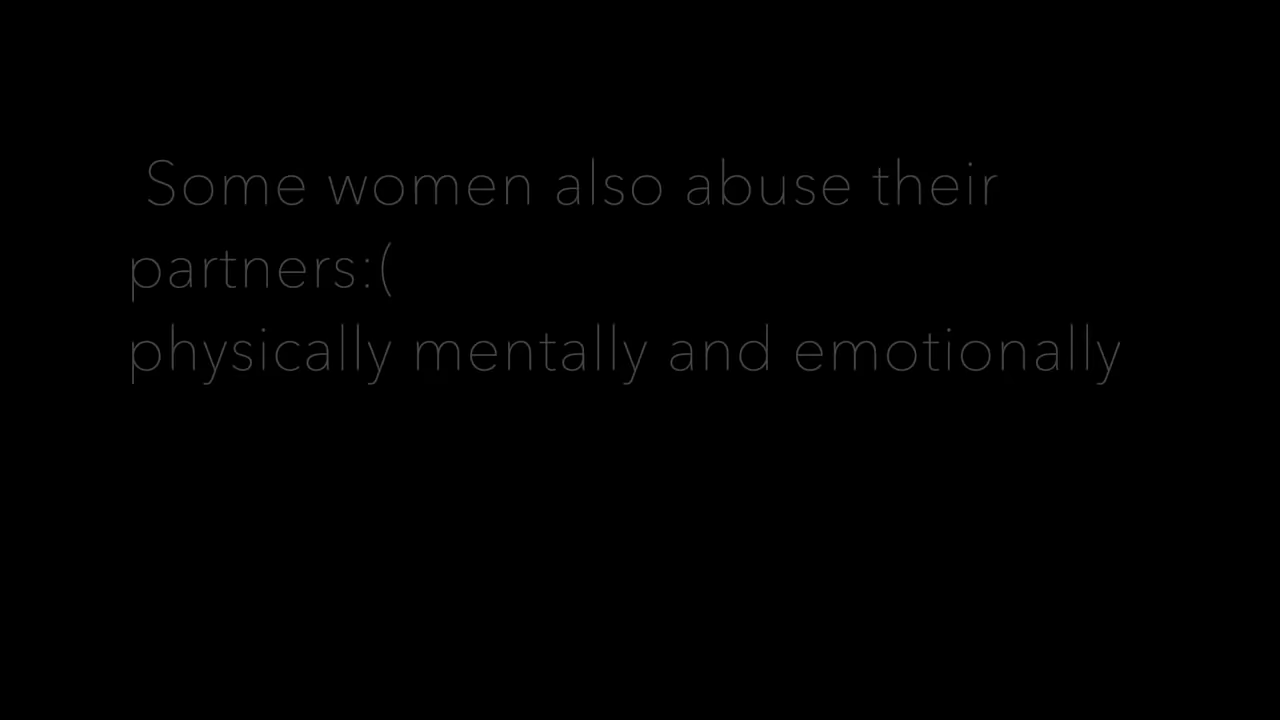 Some women also abuse their
partners:(
physically mentally and emotionally